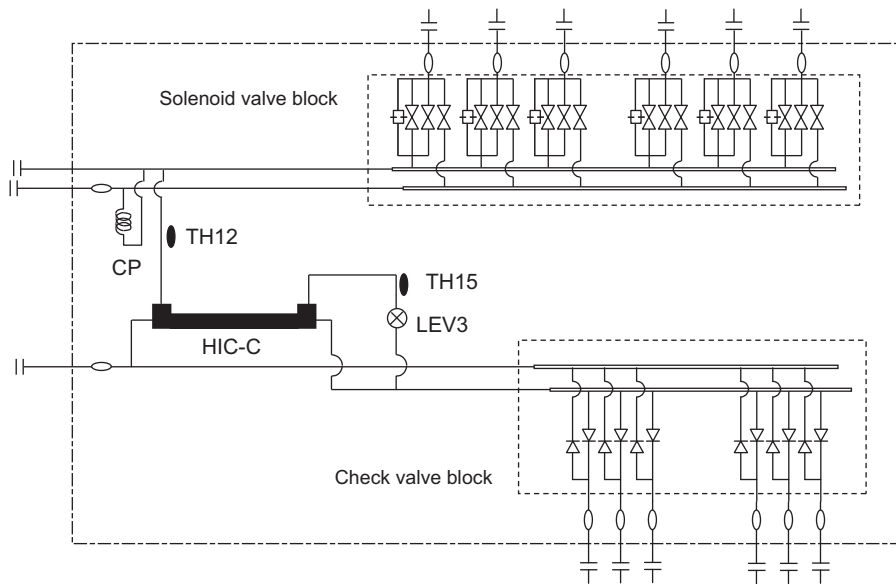 Solenoid valve block
TH12
CP
TH15
LEV3
HIC-C
Check valve block